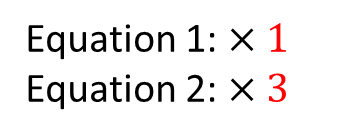 Equation 1: × 1
Equation 2: × 3